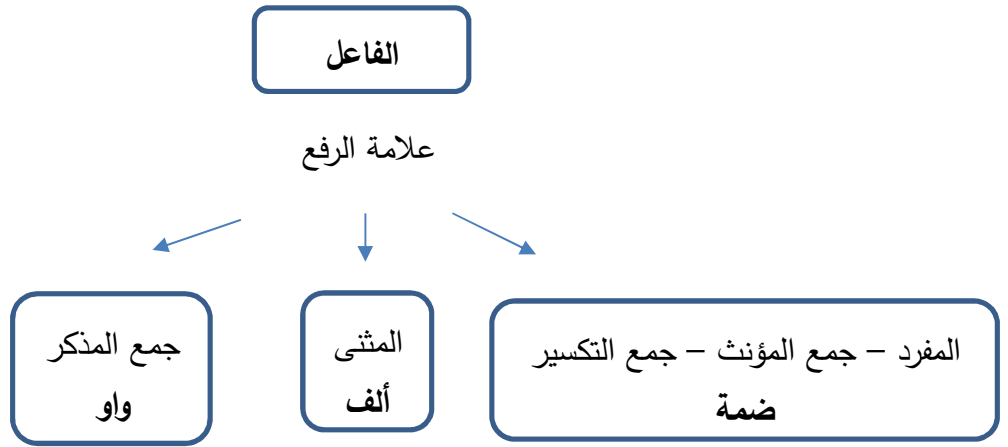 الفاعل
علامة الرفع
المفرد – جمع المؤنث – جمع التكسير
ضمة
المثنى
ألف
جمع المذكر
واو